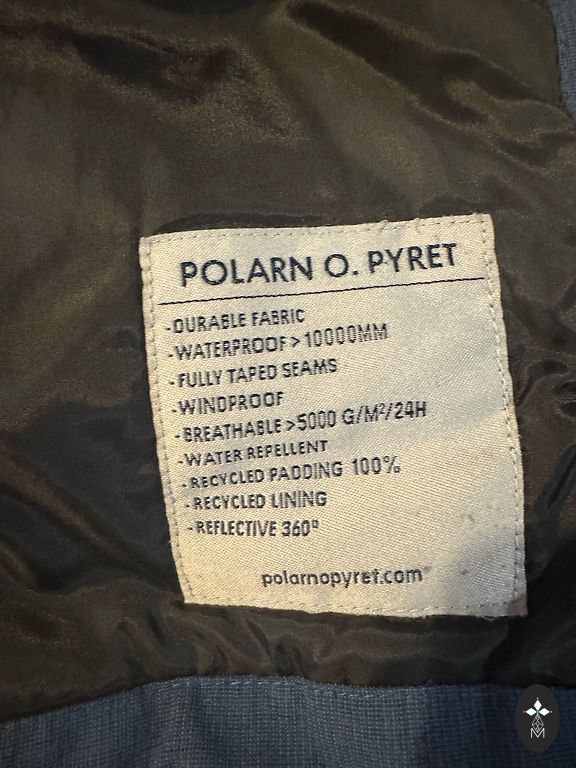 POLARN O. PYRET
-DURABLE FABRIC
-WATERPROOF>10000MM
-FULLY TAPED SEAMS
-WINDPROOF
-BREATHABLE >5000 G/M²/24H
-WATER REPELLENT
-RECYCLED PADDING 100%
-RECYCLED LINING
-REFLECTIVE 360°
polarnopyret.com
M